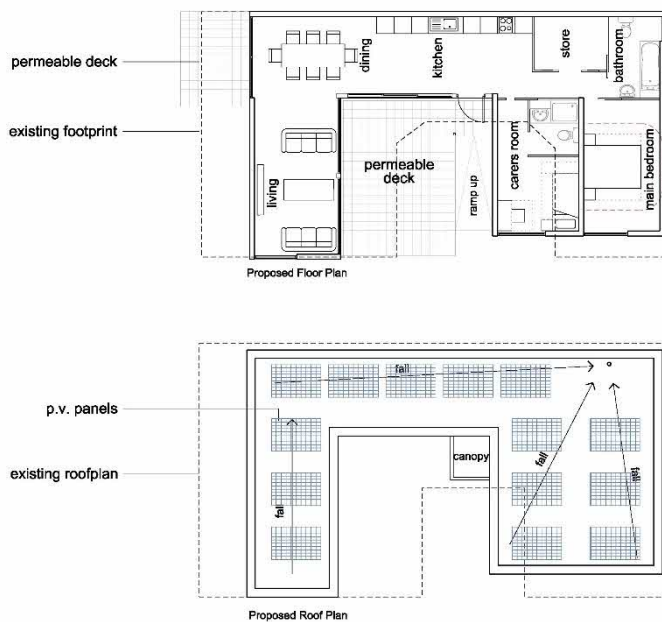 permeable deck
existing footprint
dining
kitchen
store
bathroom
living
permeable
deck
ramp up
carers room
main bedroom
Proposed Floor Plan
p.v. panels
existing roofplan
fall
fall
canopy
fall
fall
Proposed Roof Plan